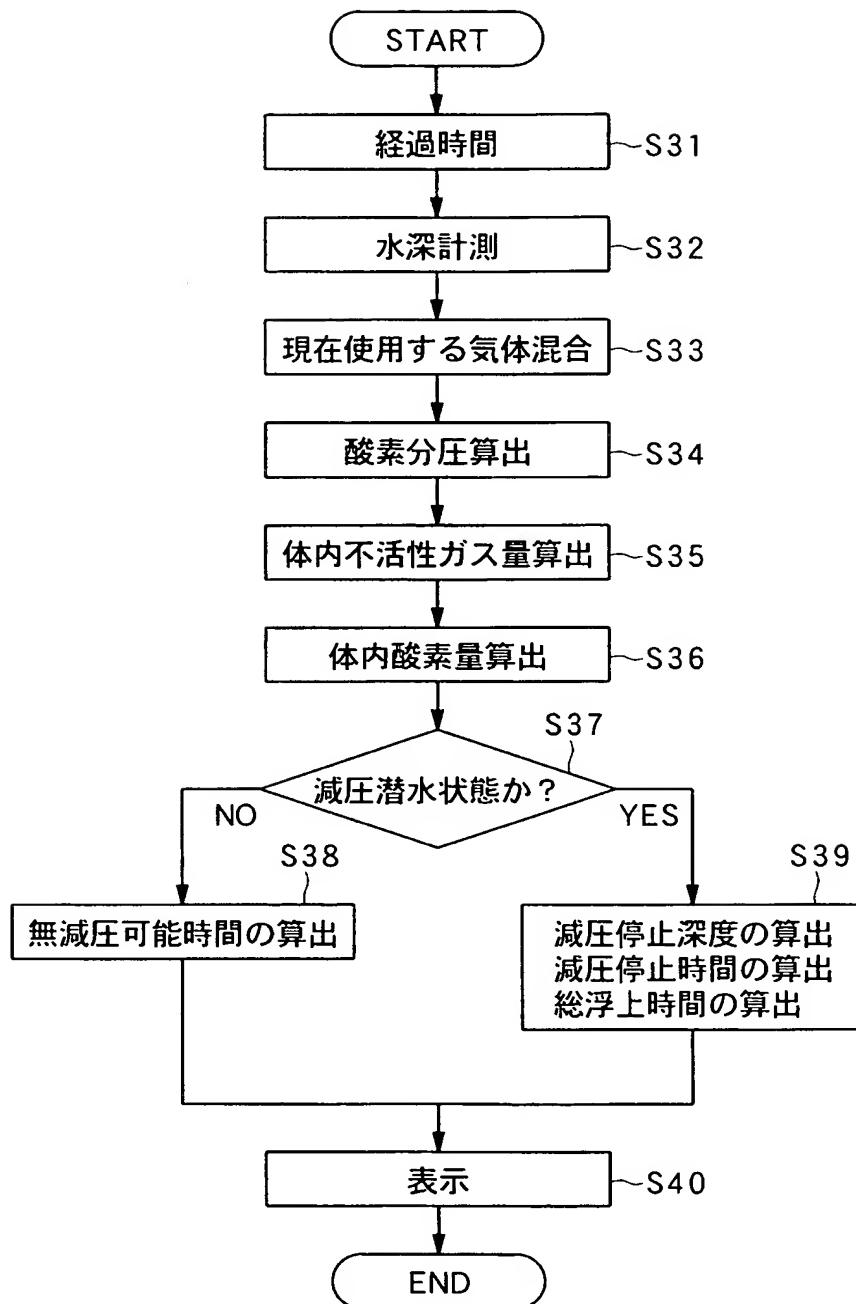 START
経過時間 S31
水深計測 S32
現在使用する気体混合 S33
酸素分圧算出 S34
体内不活性ガス量算出 S35
体内酸素量算出 S36
S37
減圧潜水状態か？
NO YES
S38 S39
無減圧可能時間の算出
減圧停止深度の算出
減圧停止時間の算出
総浮上時間の算出
表示 S40
END